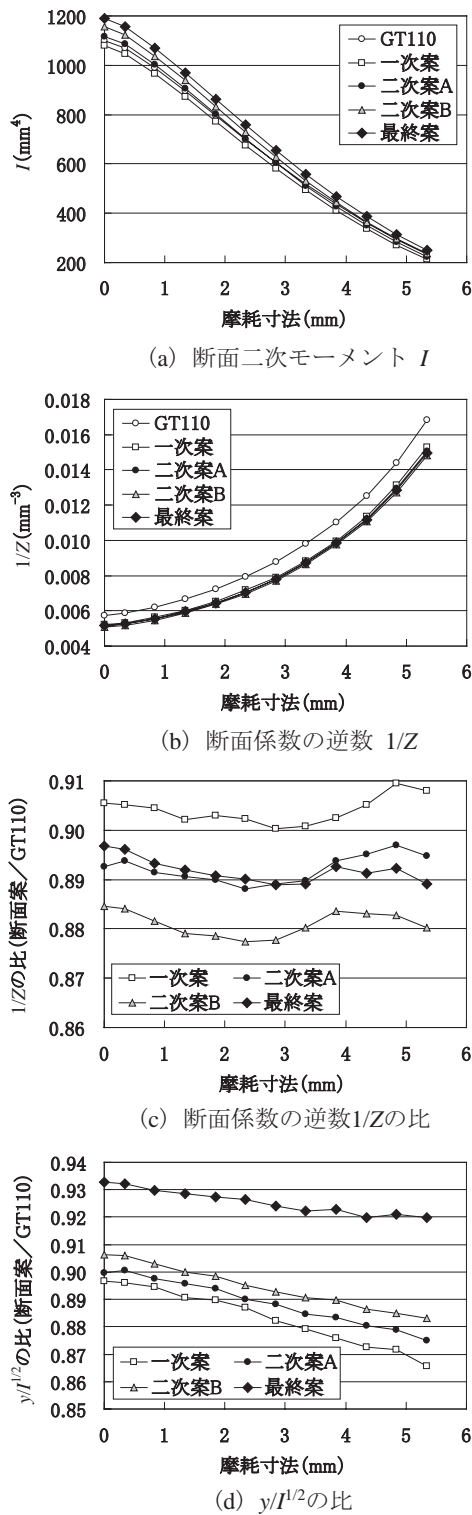 1200
1000
800
600
400
200
I(mm⁴)
GT110
一次案
二次案A
二次案B
最終案
0 1 2 3 4 5 6
摩耗寸法(mm)
(a) 断面二次モーメント I
0.018
0.016
0.014
0.012
0.010
0.008
0.006
0.004
1/Z(mm⁻³)
GT110
一次案
二次案A
二次案B
最終案
0 1 2 3 4 5 6
摩耗寸法(mm)
(b) 断面係数の逆数 1/Z
0.91
0.90
0.89
0.88
0.87
0.86
1/Zの比(断面案／GT110)
一次案 二次案A
二次案B 最終案
0 1 2 3 4 5 6
摩耗寸法(mm)
(c) 断面係数の逆数1/Zの比
0.94
0.93
0.92
0.91
0.90
0.89
0.88
0.87
0.86
0.85
y/I¹/²の比(断面案／GT110)
一次案 二次案A
二次案B 最終案
0 1 2 3 4 5 6
摩耗寸法(mm)
(d) y/I¹/²の比